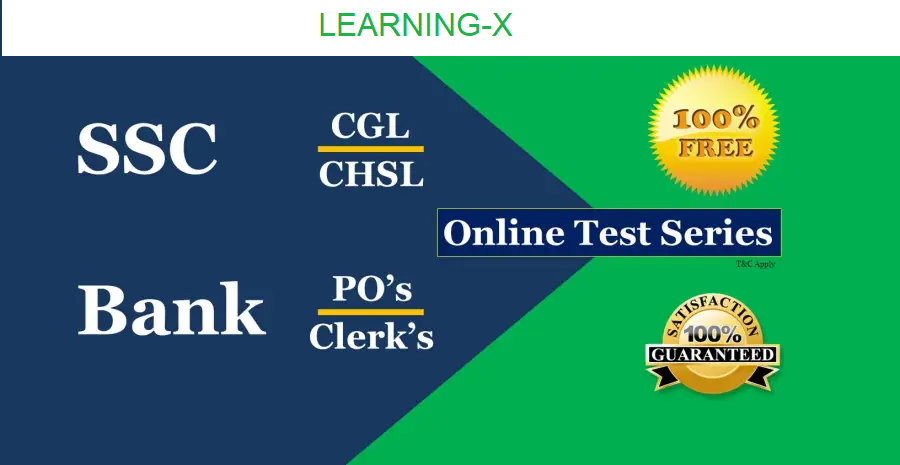 LEARNING-X
SSC
CGL
CHSL
Bank
PO's
Clerk's
100%
FREE
Online Test Series
T&C Apply
SATISFACTION
100%
GUARANTEED